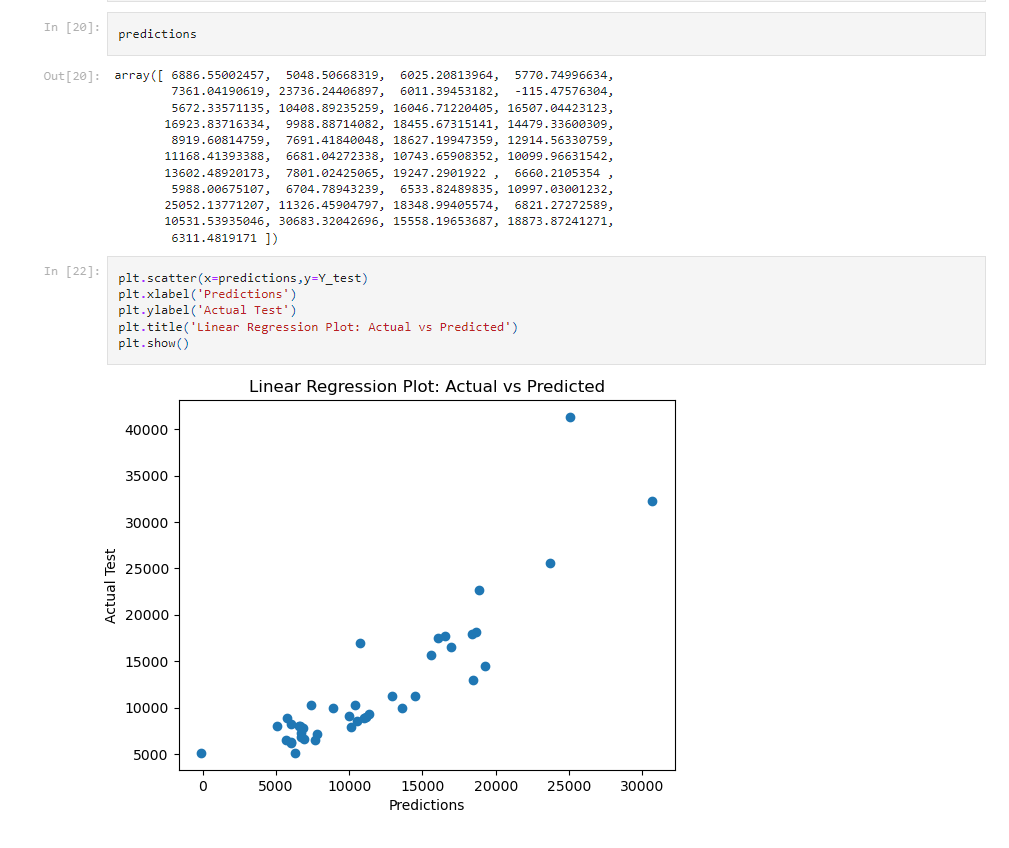 In [20]:
predictions
Out[20]:
array([ 6886.55002457,  5048.50668319,  6025.20813964,  5770.74996634,
        7361.04190619, 23736.24406897,  6011.39453182,  -115.47576304,
        5672.33571135, 10408.89235259, 16046.71220405, 16507.04423123,
       16923.83716334,  9988.88714082, 18455.67315141, 14479.33600309,
        8919.60814759,  7691.41840048, 18627.19947359, 12914.56330759,
       11168.41393388,  6681.04272338, 10743.65908352, 10099.96631542,
       13602.48920173,  7801.02425065, 19247.2901922 ,  6660.2105354 ,
        5988.00675107,  6704.78943239,  6533.82489835, 10997.03001232,
       25052.13771207, 11326.45904797, 18348.99405574,  6821.27272589,
       10531.53935046, 30683.32042696, 15558.19653687, 18873.87241271,
        6311.4819171 ])
In [22]:
plt.scatter(x=predictions,y=Y_test)
plt.xlabel('Predictions')
plt.ylabel('Actual Test')
plt.title('Linear Regression Plot: Actual vs Predicted')
plt.show()
Linear Regression Plot: Actual vs Predicted
40000
35000
30000
25000
20000
15000
10000
5000
Actual Test
0 5000 10000 15000 20000 25000 30000
Predictions